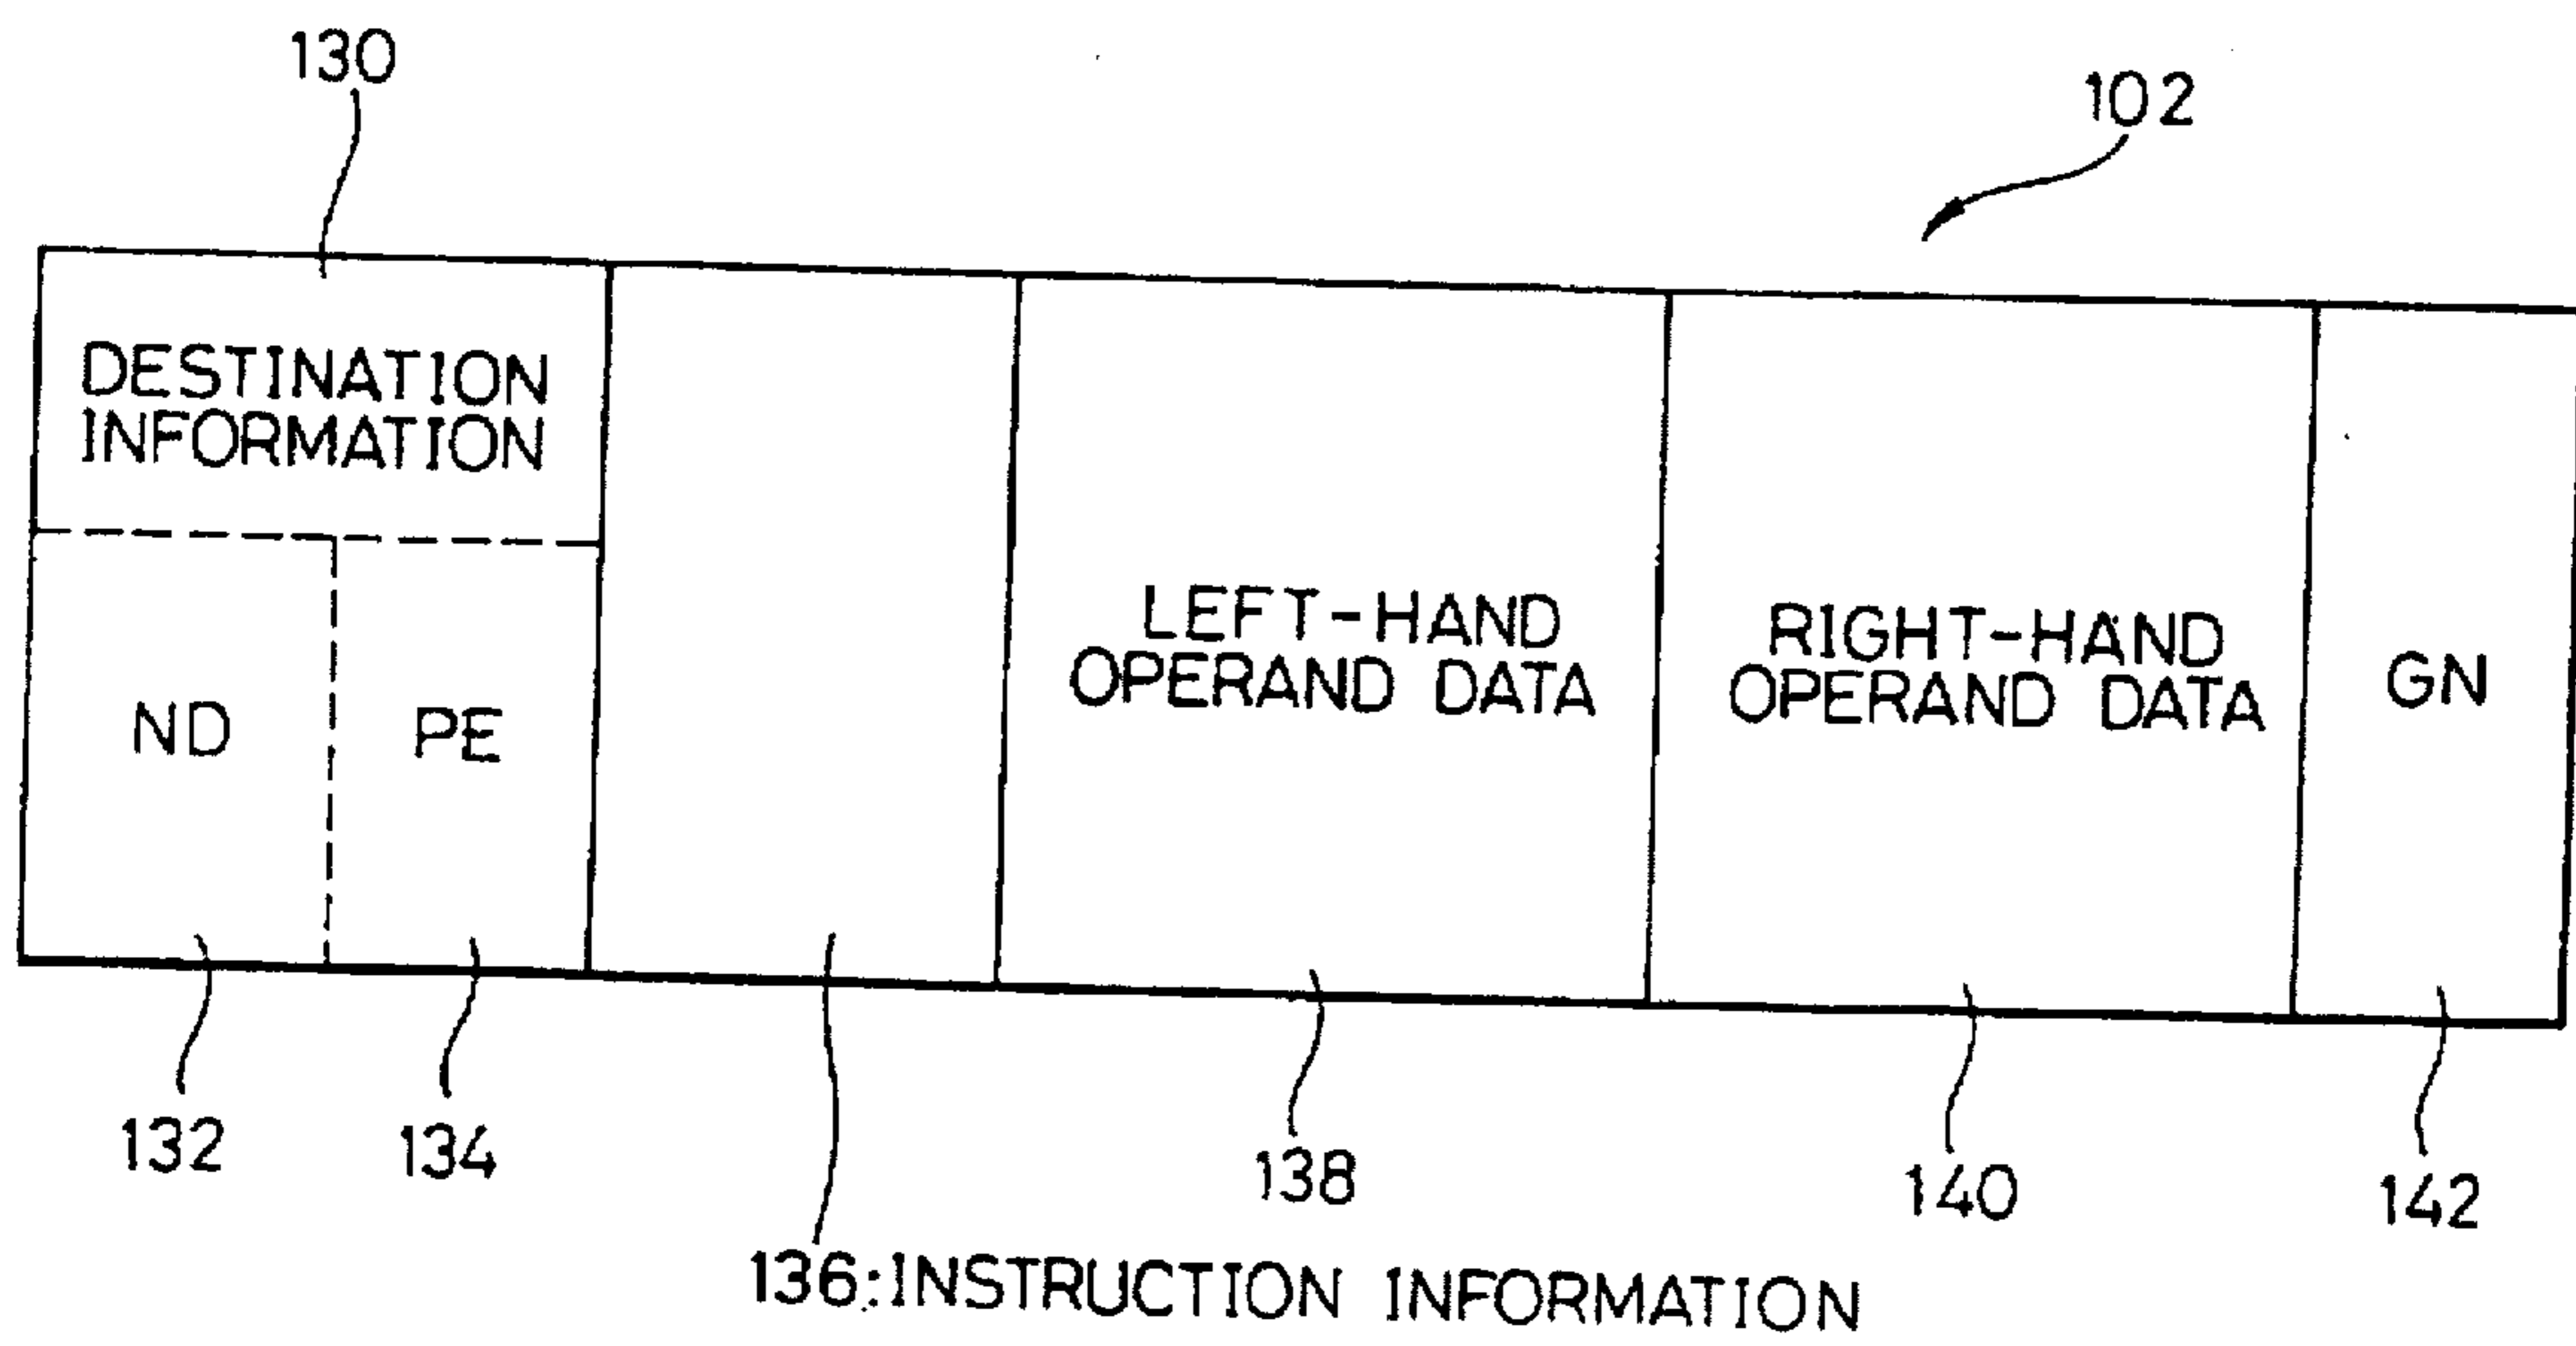 130
102
DESTINATION
INFORMATION
ND
PE
LEFT-HAND
OPERAND DATA
RIGHT-HAND
OPERAND DATA
GN
132
134
138
140
142
136:INSTRUCTION INFORMATION